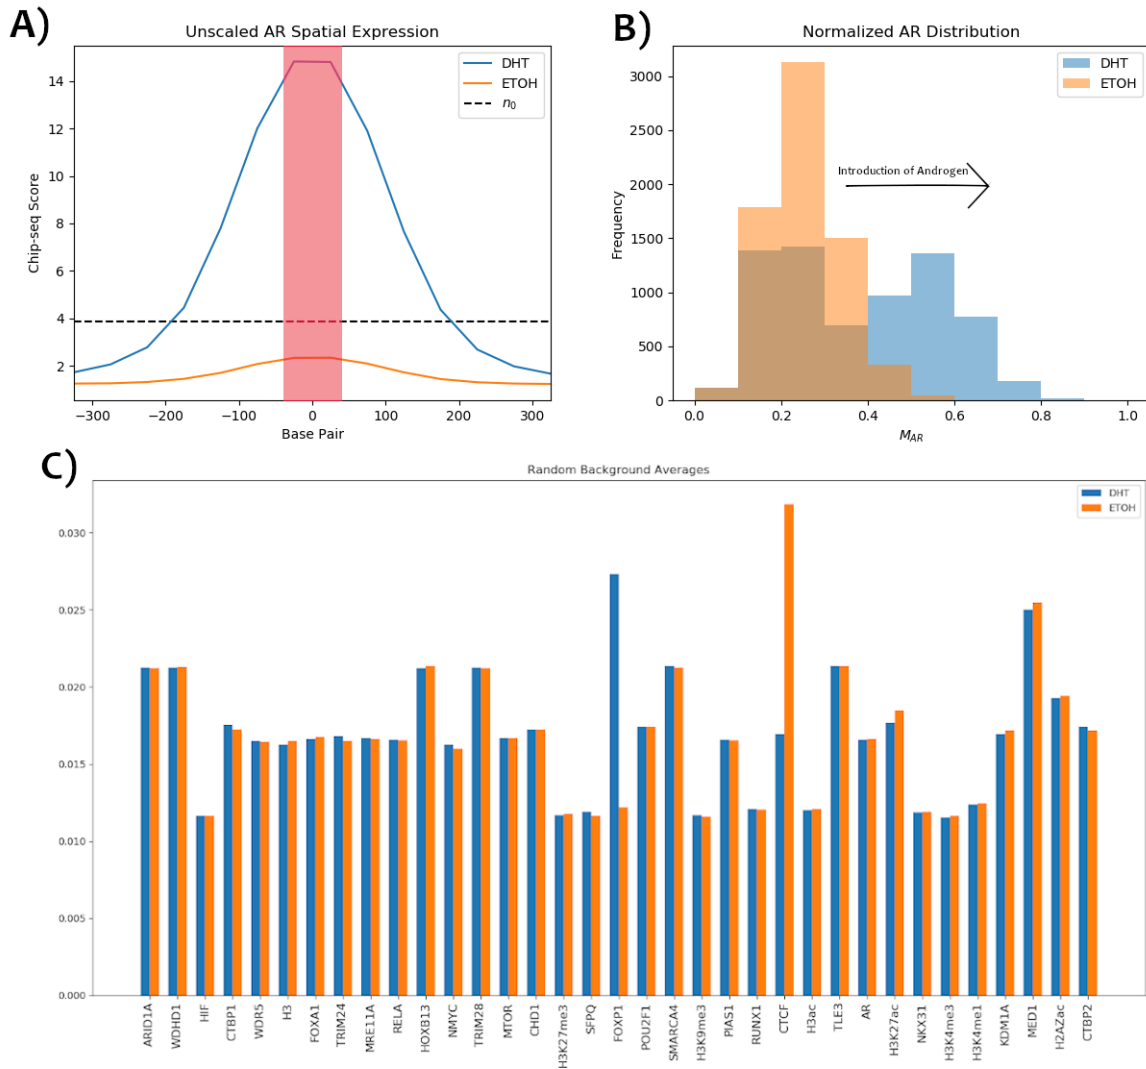 A)
Unscaled AR Spatial Expression
DHT
ETOH
n0
14
12
10
8
6
4
2
Chip-seq Score
−300
−200
−100
0
100
200
300
Base Pair
B)
Normalized AR Distribution
DHT
ETOH
Introduction of Androgen
3000
2500
2000
1500
1000
500
0
Frequency
0.0
0.2
0.4
0.6
0.8
1.0
M_AR
C)
Random Background Averages
DHT
ETOH
0.030
0.025
0.020
0.015
0.010
0.005
0.000
ARID1A
WDHD1
HIF
CTBP1
WDR5
H3
FOXA1
TRIM24
MRE11A
RELA
HOXB13
NMYC
TRIM28
MTOR
CHD1
H3K27me3
SFPQ
FOXP1
POU2F1
SMARCA4
H3K9me3
PIAS1
RUNX1
CTCF
H3ac
TLE3
AR
H3K27ac
NKX31
H3K4me3
H3K4me1
KDM1A
MED1
H2AZac
CTBP2